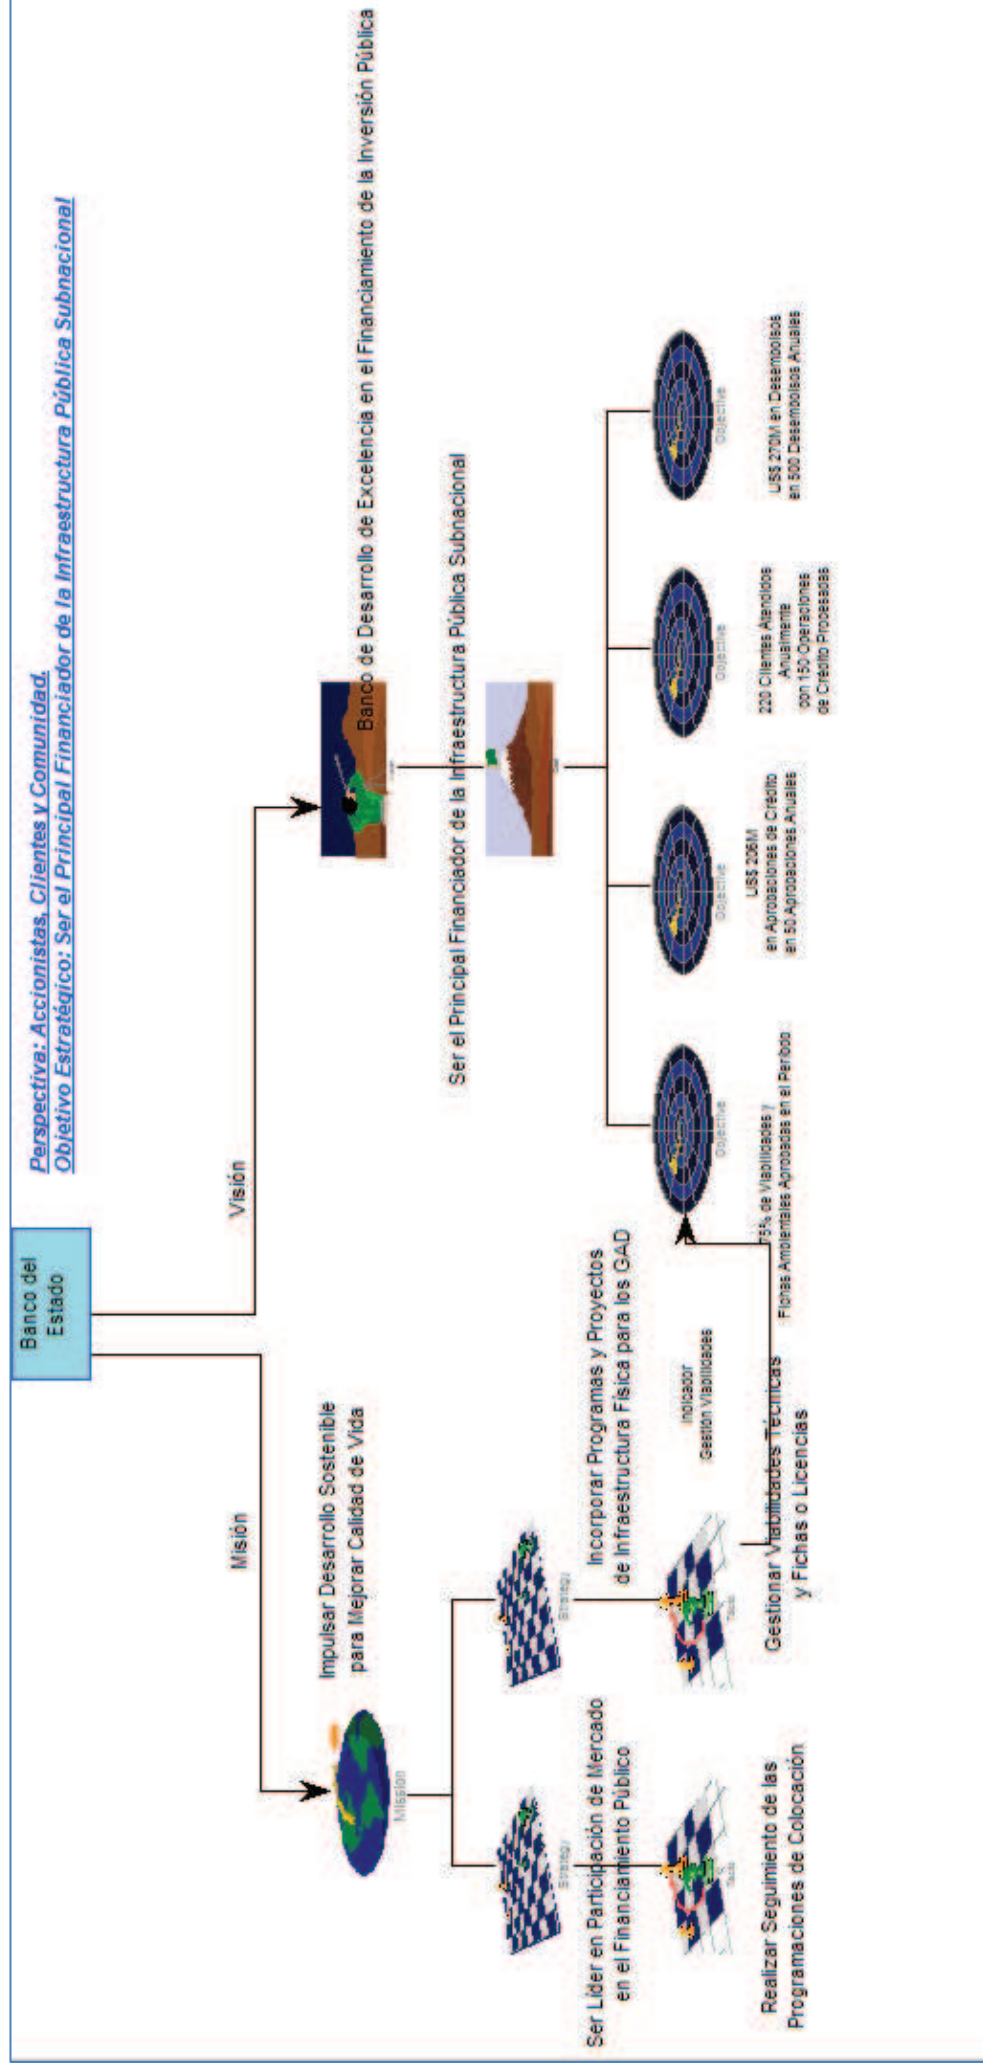 Perspectiva: Accionistas, Clientes y Comunidad.
Objetivo Estratégico: Ser el Principal Financiador de la Infraestructura Pública Subnacional
Banco del
Estado
Misión
Visión
Impulsar Desarrollo Sostenible
para Mejorar Calidad de Vida
Mission
Banco de Desarrollo de Excelencia en el Financiamiento de la Inversión Pública
Ser el Principal Financiador de la Infraestructura Pública Subnacional
Goal
Strategy
Strategy
Ser Líder en Participación de Mercado
en el Financiamiento Público
Incorporar Programas y Proyectos
de Infraestructura Física para los GAD
Tactic
Tactic
Realizar Seguimiento de las
Programaciones de Colocación
Gestionar Viabilidades Técnicas
y Fichas o Licencias
Indicador
Gestión Viabilidades
Objective
Objective
Objective
Objective
75% de Viabilidades y
Fichas Ambientales Aprobadas en el Período
US$ 206M
en Aprobaciones de Crédito
en 50 Aprobaciones Anuales
220 Clientes Atendidos
Anualmente
con 150 Operaciones
de Crédito Procesadas
US$ 270M en Desembolsos
en 500 Desembolsos Anuales